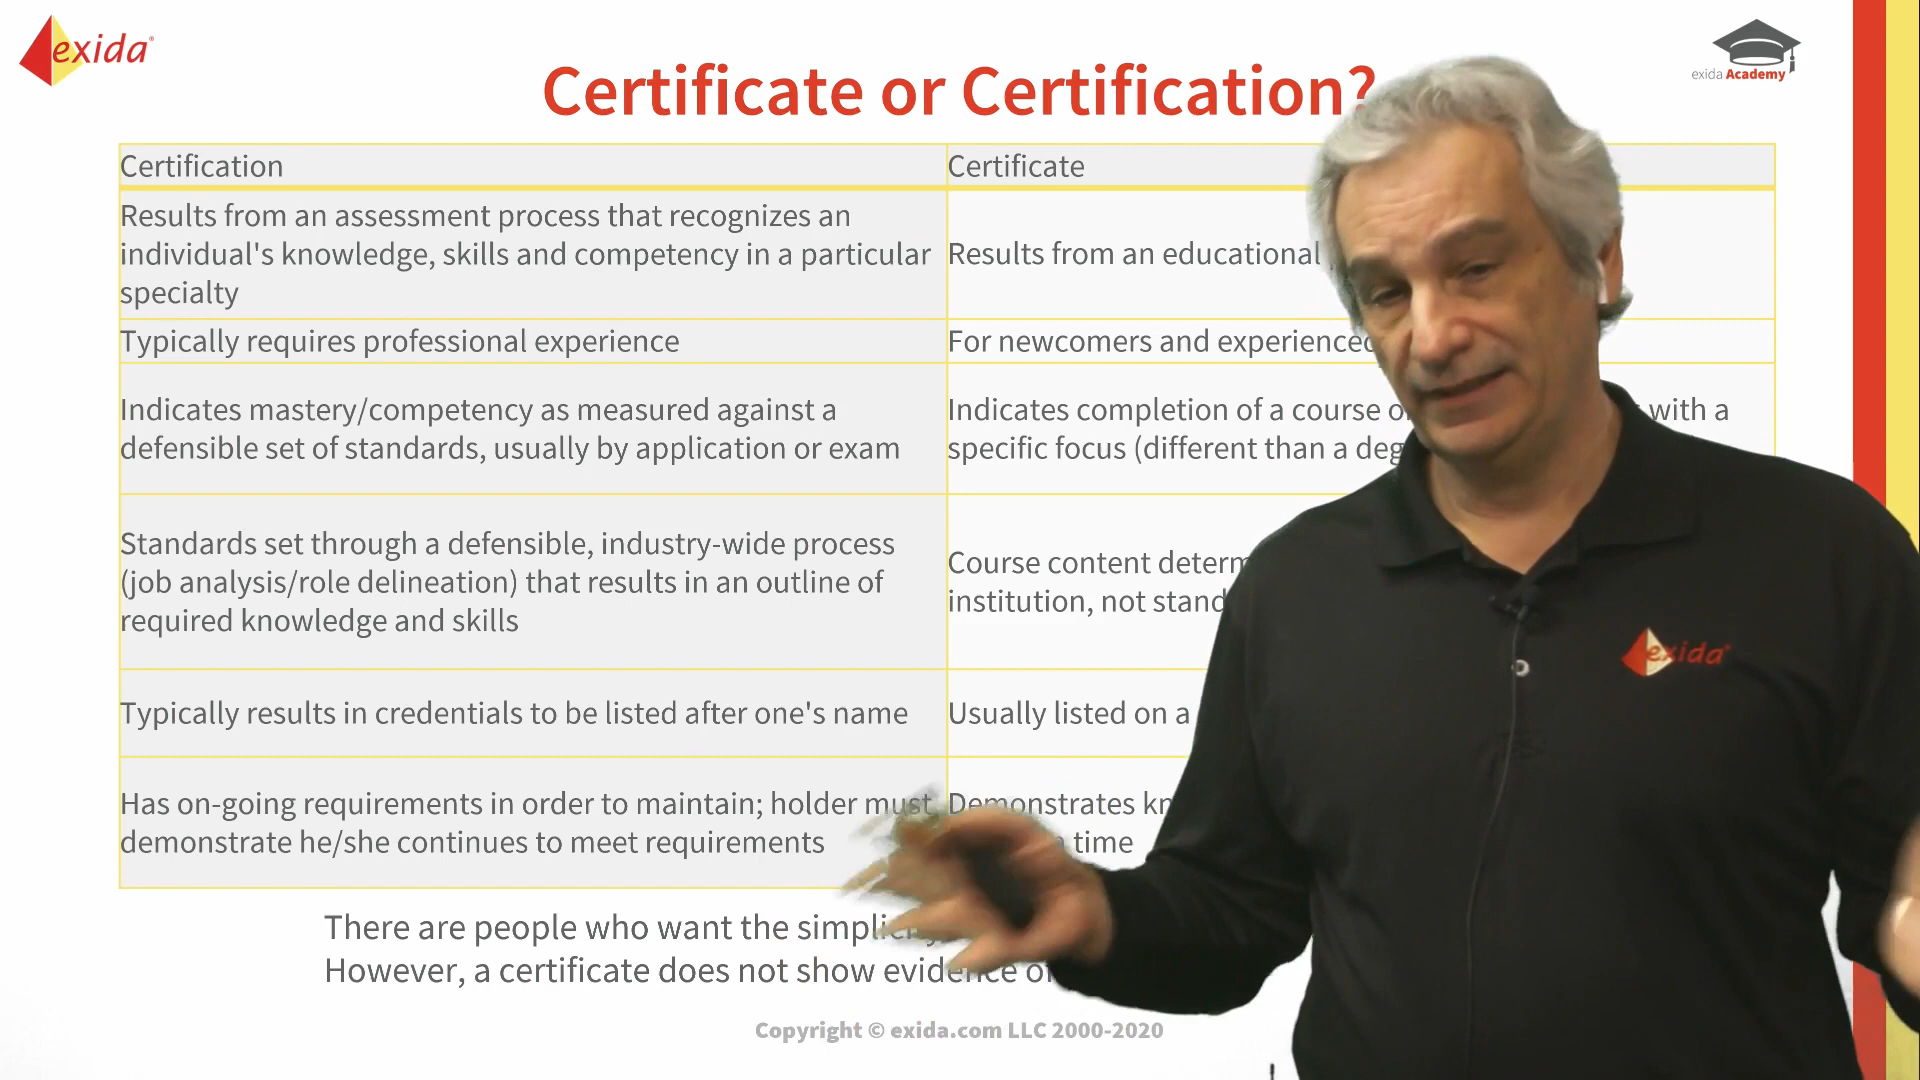 exida
exida Academy
Certificate or Certification?
Certification
Certificate
Results from an assessment process that recognizes an
individual's knowledge, skills and competency in a particular
specialty
Results from an educational
Typically requires professional experience
For newcomers and experienced
Indicates mastery/competency as measured against a
defensible set of standards, usually by application or exam
Indicates completion of a course or with a
specific focus (different than a
Standards set through a defensible, industry-wide process
(job analysis/role delineation) that results in an outline of
required knowledge and skills
Course content
institution, not
Typically results in credentials to be listed after one's name
Usually listed on a
Has on-going requirements in order to maintain; holder must
demonstrate he/she continues to meet requirements
Demonstrates
time
There are people who want the
However, a certificate does not show evidence of
Copyright © exida.com LLC 2000-2020
exida